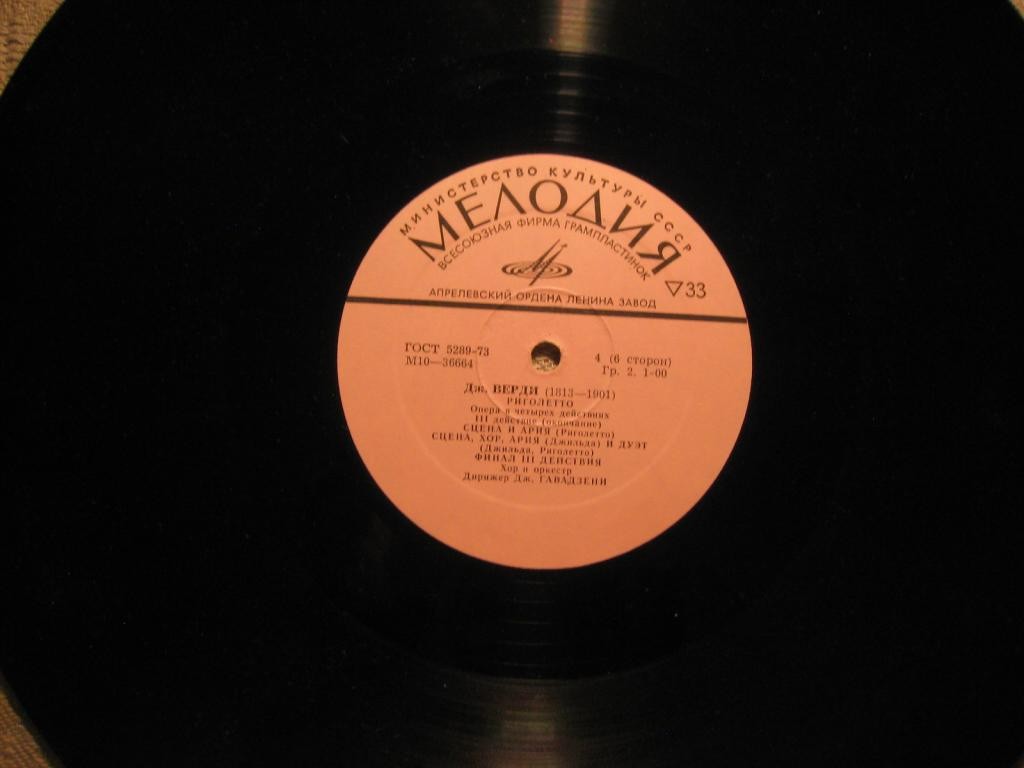 МИНИСТЕРСТВО КУЛЬТУРЫ СССР
МЕЛОДИЯ
ВСЕСОЮЗНАЯ ФИРМА ГРАМПЛАСТИНОК
▽33
АПРЕЛЕВСКИЙ ОРДЕНА ЛЕНИНА ЗАВОД
ГОСТ 5289-73
М10—36664
4 (6 сторон)
Гр. 2. 1-00
Дж. ВЕРДИ (1813—1901)
РИГОЛЕТТО
Опера в четырех действиях
III действие (окончание)
СЦЕНА И АРИЯ (Риголетто)
СЦЕНА, ХОР, АРИЯ (Джильда) И ДУЭТ
(Джильда, Риголетто)
ФИНАЛ III ДЕЙСТВИЯ
Хор и оркестр
Дирижер Дж. ГАВАДЗЕНИ